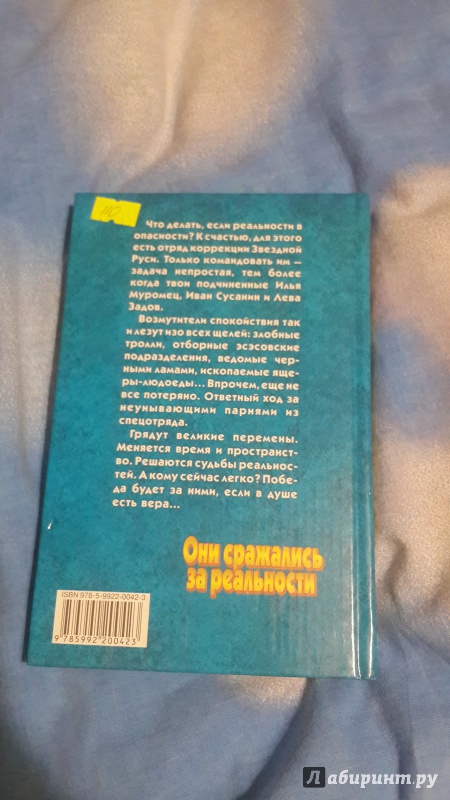 110
Что делать, если реальности в
опасности? К счастью, для этого
есть отряд коррекции Звездной
Руси. Только командовать им —
задача непростая, тем более
когда твои подчиненные Илья
Муромец, Иван Сусанин и Лева
Задов.
Возмутители спокойствия так
и лезут изо всех щелей: злобные
тролли, отборные эсэсовские
подразделения, ведомые чер-
ными ламами, ископаемые яще-
ры-людоеды... Впрочем, еще не
все потеряно. Ответный ход за
неунывающими парнями из
спецотряда.
Грядут великие перемены.
Меняется время и пространст-
во. Решаются судьбы реальнос-
тей. А кому сейчас легко? Побе-
да будет за ними, если в душе
есть вера...
Они сражались
за реальности
ISBN 978-5-9922-0042-3
9 785992 200423
Лабиринт.ру